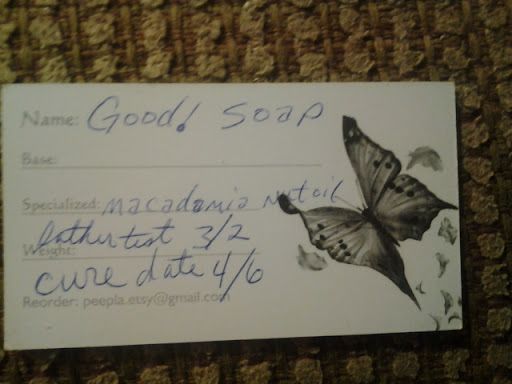 Name: Good! Soap
Base:
Specialized: macadamia nut oil
Weight: lather test 3/2
cure date 4/6
Reorder: peepla.etsy@gmail.com